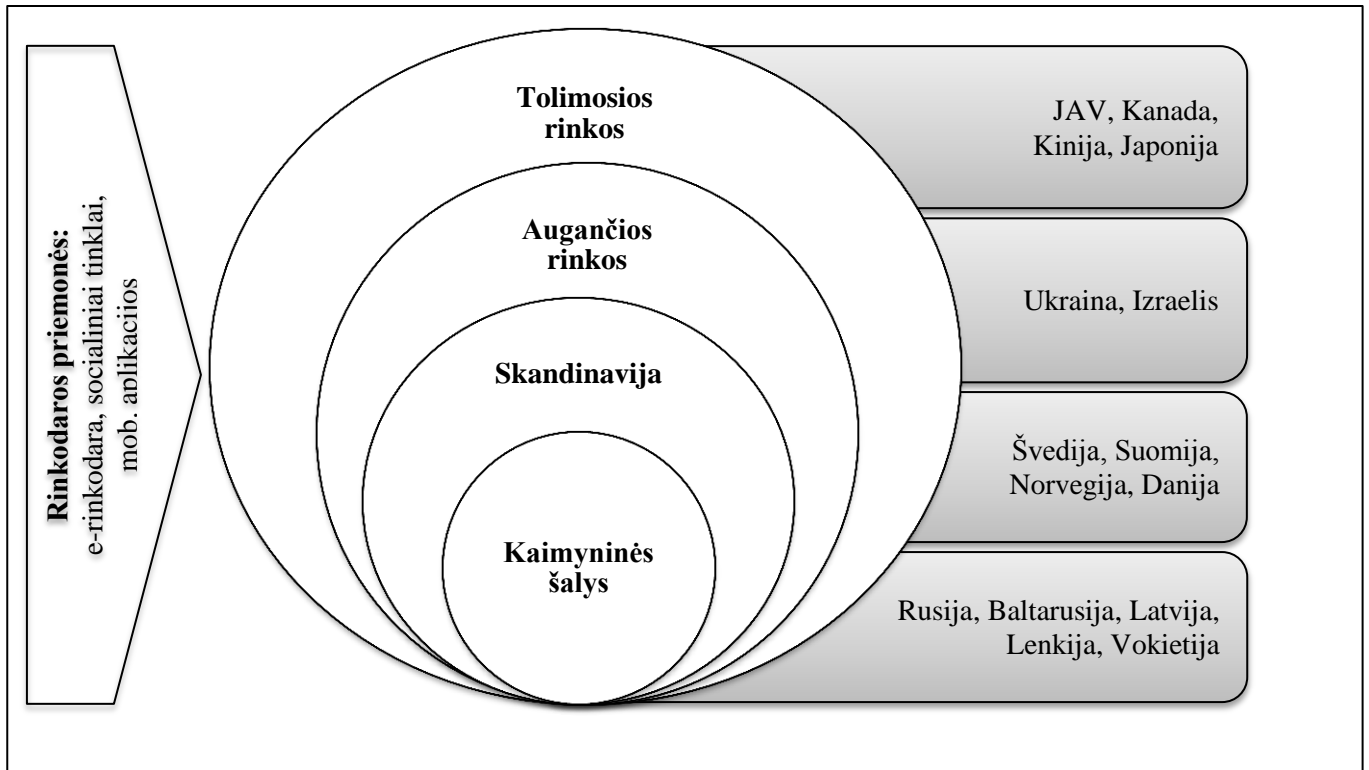 Rinkodaros priemonės:
e-rinkodara, socialiniai tinklai,
mob. aplikacijos
Tolimosios
rinkos
Augančios
rinkos
Skandinavija
Kaimyninės
šalys
JAV, Kanada,
Kinija, Japonija
Ukraina, Izraelis
Švedija, Suomija,
Norvegija, Danija
Rusija, Baltarusija, Latvija,
Lenkija, Vokietija